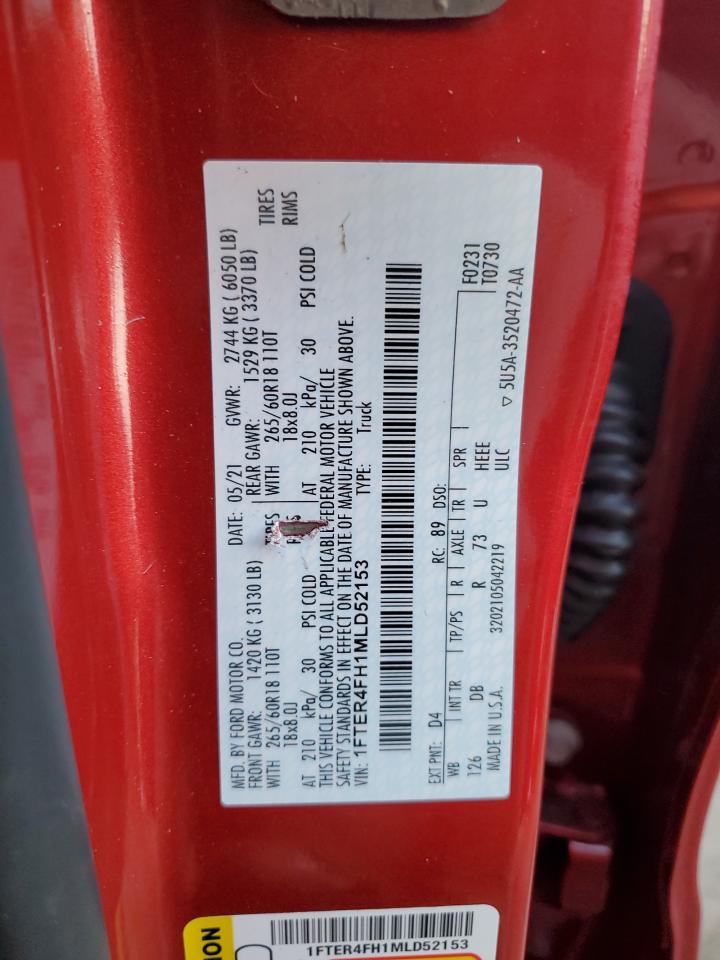 MFD. BY FORD MOTOR CO.
DATE: 05/21 GVWR: 2744 KG ( 6050 LB)
FRONT GAWR: 1420 KG ( 3130 LB) REAR GAWR: 1529 KG ( 3370 LB)
WITH 265/60R18 110T TIRES WITH 265/60R18 110T TIRES
18x8.0J 18x8.0J RIMS
AT 210 kPa/ 30 PSI COLD AT 210 kPa/ 30 PSI COLD
THIS VEHICLE CONFORMS TO ALL APPLICABLE FEDERAL MOTOR VEHICLE
SAFETY STANDARDS IN EFFECT ON THE DATE OF MANUFACTURE SHOWN ABOVE.
VIN: 1FTER4FH1MLD52153 TYPE: Truck
EXT PNT: D4 RC: 89 DSO: F0231
WB INT TR TP/PS R AXLE TR SPR T0730
126 DB R 73 U HEEE
MADE IN U.S.A. 3202105042219 ULC ▽ 5U5A-3520472-AA
1FTER4FH1MLD52153